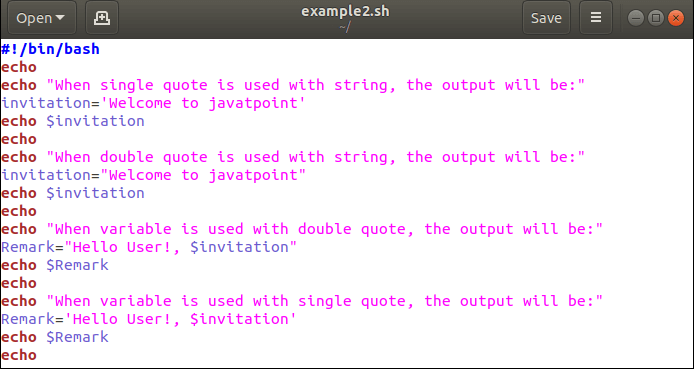 Open
example2.sh
~/
Save
#!/bin/bash
echo
echo "When single quote is used with string, the output will be:"
invitation='Welcome to javatpoint'
echo $invitation
echo
echo "When double quote is used with string, the output will be:"
invitation="Welcome to javatpoint"
echo $invitation
echo
echo "When variable is used with double quote, the output will be:"
Remark="Hello User!, $invitation"
echo $Remark
echo
echo "When variable is used with single quote, the output will be:"
Remark='Hello User!, $invitation'
echo $Remark
echo